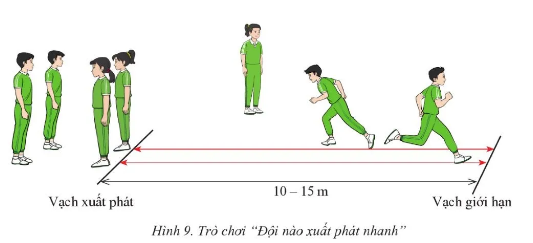 10 – 15 m
Vạch xuất phát
Vạch giới hạn
Hình 9. Trò chơi “Đội nào xuất phát nhanh”